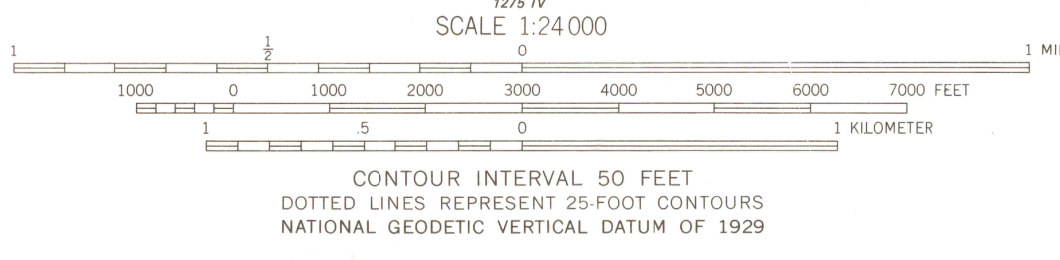 1275 IV
SCALE 1:24 000
1 1/2 0 1 MI
1000 0 1000 2000 3000 4000 5000 6000 7000 FEET
1 .5 0 1 KILOMETER
CONTOUR INTERVAL 50 FEET
DOTTED LINES REPRESENT 25-FOOT CONTOURS
NATIONAL GEODETIC VERTICAL DATUM OF 1929